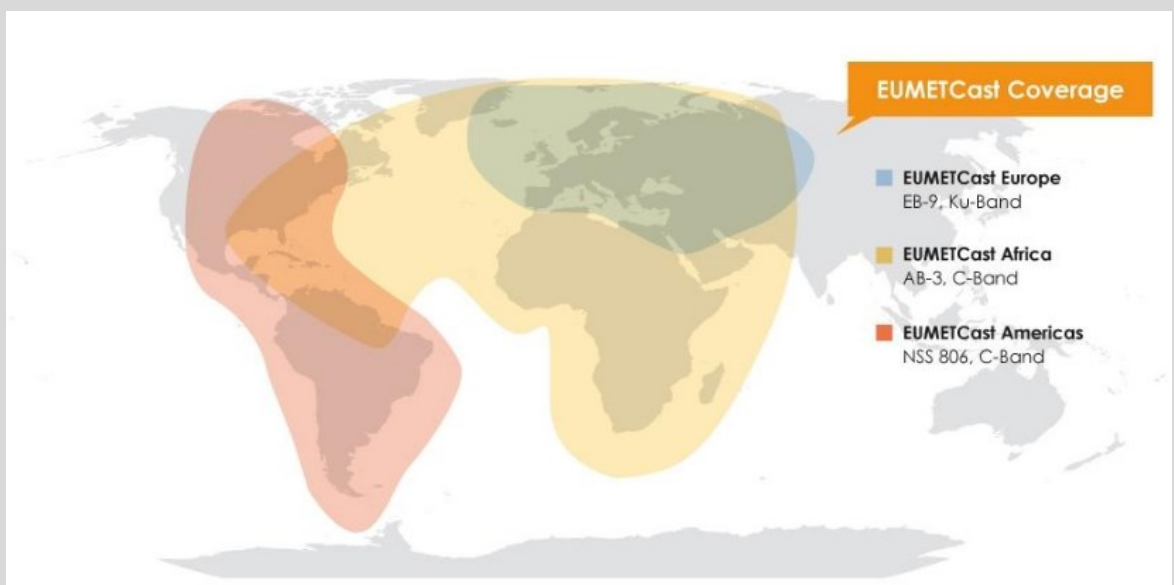 EUMETCast Coverage
EUMETCast Europe
EB-9, Ku-Band
EUMETCast Africa
AB-3, C-Band
EUMETCast Americas
NSS 806, C-Band